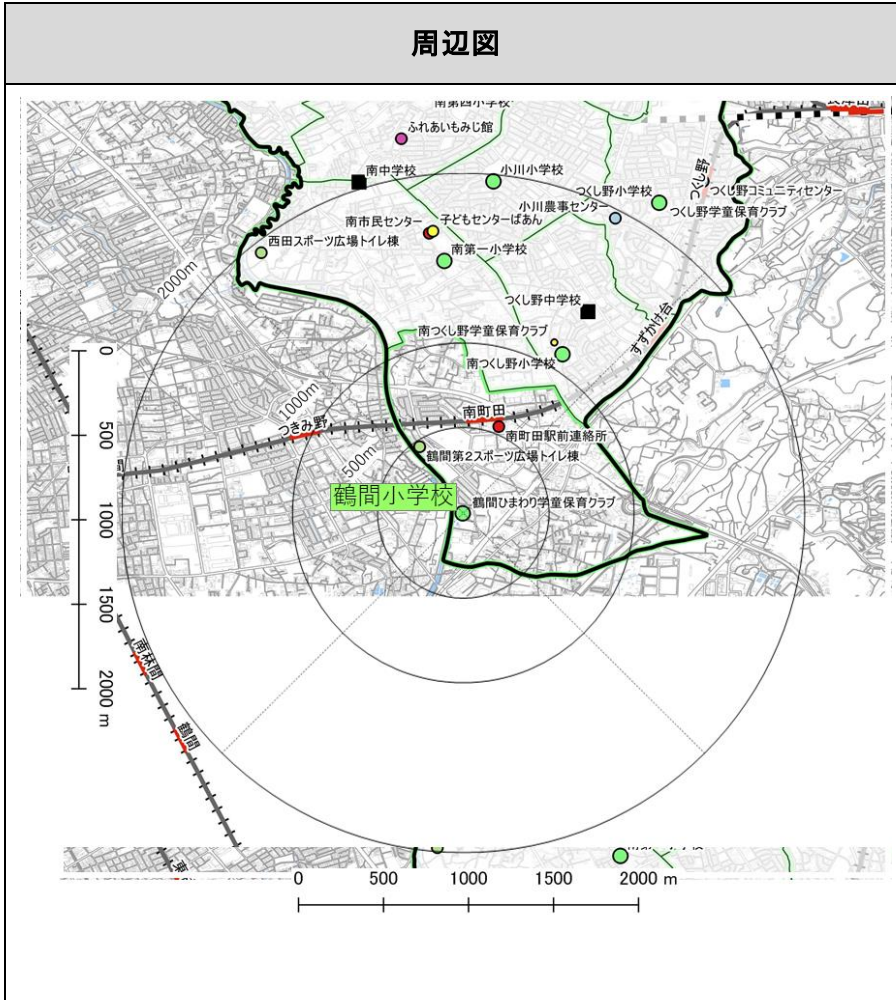 周辺図
南第四小学校
ふれあいもみじ館
南中学校
小川小学校
つくし野
つくし野小学校
つくし野コミュニティセンター
小川農事センター
つくし野学童保育クラブ
南市民センター
子どもセンターばあん
西田スポーツ広場トイレ棟
南第一小学校
2000m
つくし野中学校
すずかけ台
南つくし野学童保育クラブ
南つくし野小学校
1000m
つきみ野
南町田
南町田駅前連絡所
500m
鶴間第2スポーツ広場トイレ棟
鶴間小学校
鶴間ひまわり学童保育クラブ
0
500
1000
1500
2000 m
南林間
鶴間
0 500 1000 1500 2000 m